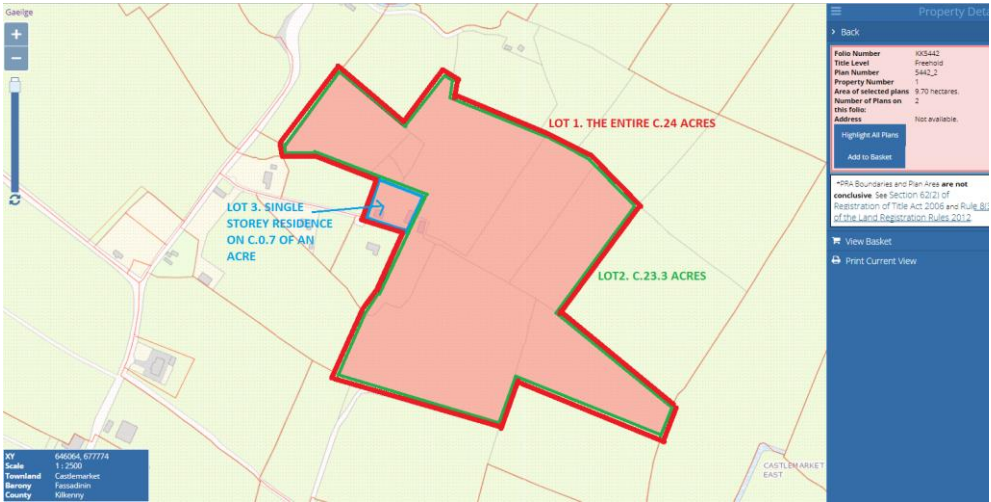 Gaeilge
+
−
LOT 1. THE ENTIRE C.24 ACRES
LOT 3. SINGLE
STOREY RESIDENCE
ON C.0.7 OF AN
ACRE
LOT2. C.23.3 ACRES
CASTLEMARKET
EAST
XY 646064, 677774
Scale 1 : 2500
Townland Castlemarket
Barony Fassadinin
County Kilkenny
Property Deta
Back
Folio Number KK5442
Title Level Freehold
Plan Number 5442_2
Property Number 1
Area of selected plans 9.70 hectares.
Number of Plans on 2
this folio:
Address Not available.
Highlight All Plans
Add to Basket
*PRA Boundaries and Plan Area are not
conclusive. See Section 62(2) of
Registration of Title Act 2006 and Rule 8(3
of the Land Registration Rules 2012
View Basket
Print Current View